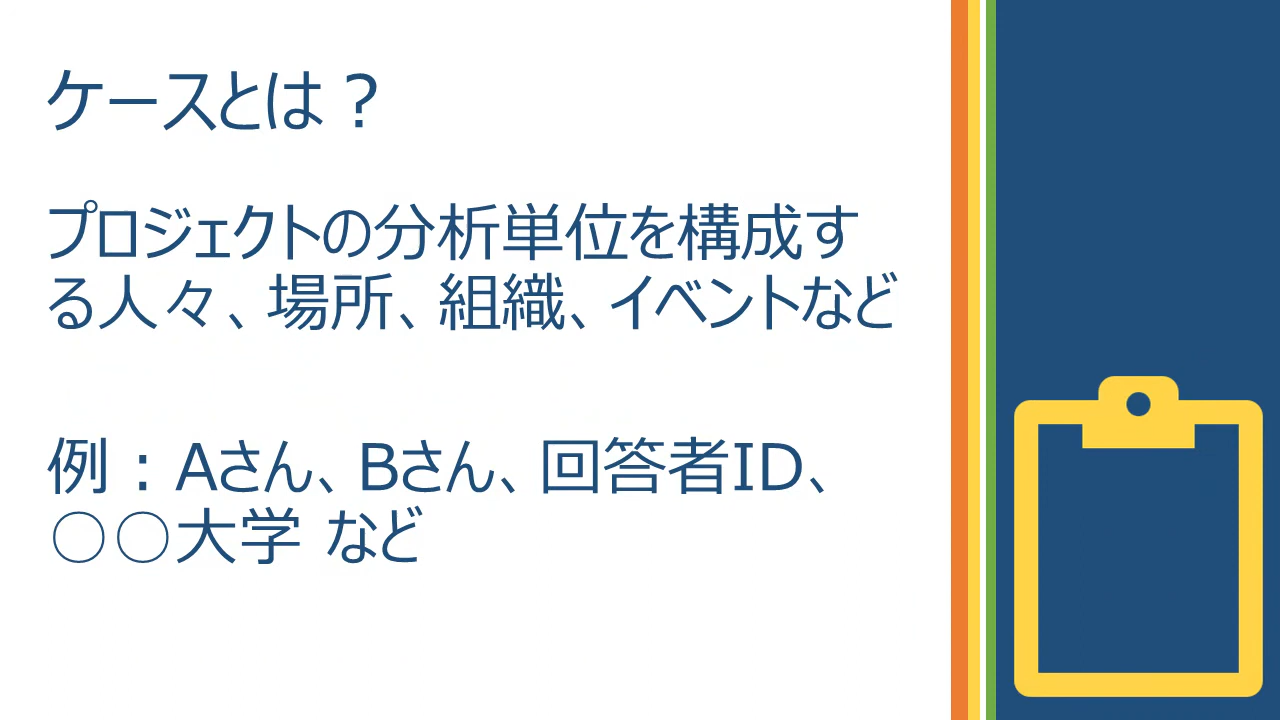 ケースとは？
プロジェクトの分析単位を構成す
る人々、場所、組織、イベントなど
例：Aさん、Bさん、回答者ID、
○○大学 など